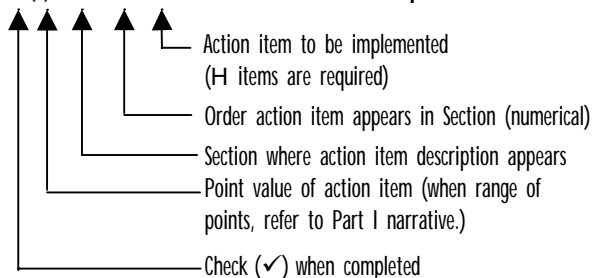 Action item to be implemented
(H items are required)
Order action item appears in Section (numerical)
Section where action item description appears
Point value of action item (when range of
points, refer to Part I narrative.)
Check (✓) when completed